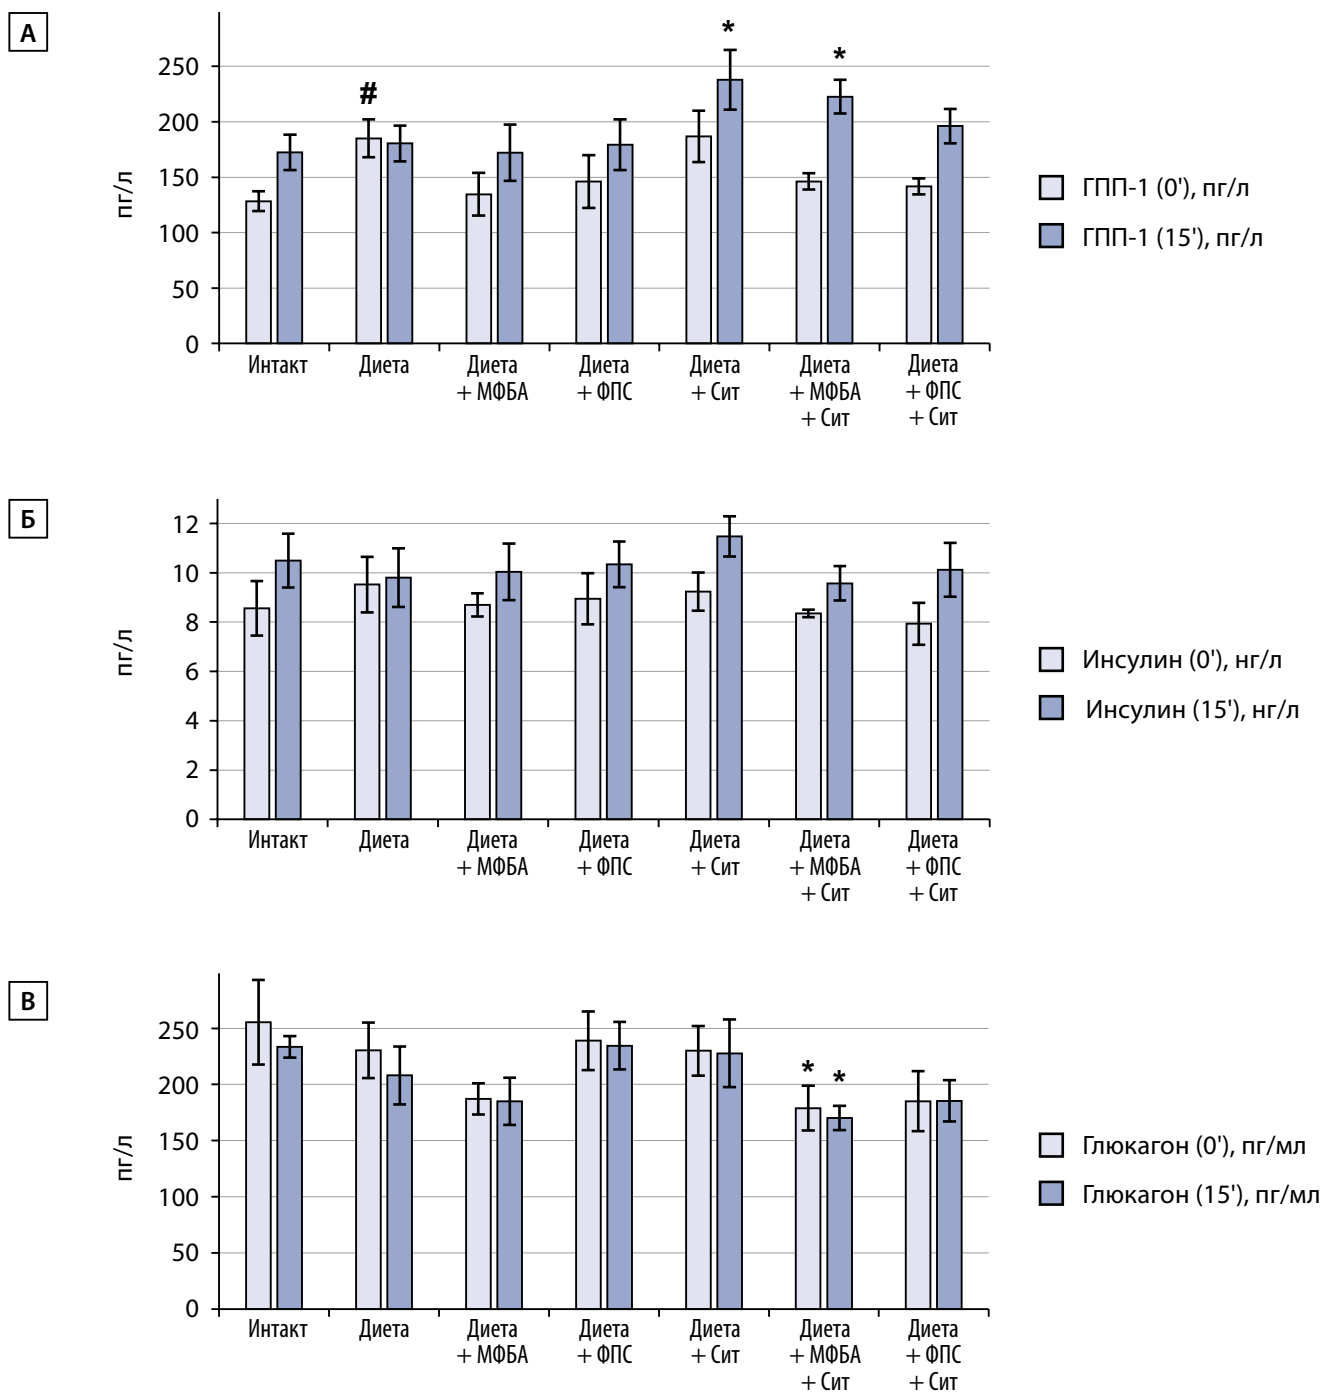 А
пг/л
250
200
150
100
50
0
#
*
*
Интакт
Диета
Диета
+ МФБА
Диета
+ ФПС
Диета
+ Сит
Диета
+ МФБА
+ Сит
Диета
+ ФПС
+ Сит
ГПП-1 (0'), пг/л
ГПП-1 (15'), пг/л
Б
пг/л
12
10
8
6
4
2
0
Интакт
Диета
Диета
+ МФБА
Диета
+ ФПС
Диета
+ Сит
Диета
+ МФБА
+ Сит
Диета
+ ФПС
+ Сит
Инсулин (0'), нг/л
Инсулин (15'), нг/л
В
пг/л
250
200
150
100
50
0
*
*
Интакт
Диета
Диета
+ МФБА
Диета
+ ФПС
Диета
+ Сит
Диета
+ МФБА
+ Сит
Диета
+ ФПС
+ Сит
Глюкагон (0'), пг/мл
Глюкагон (15'), пг/мл